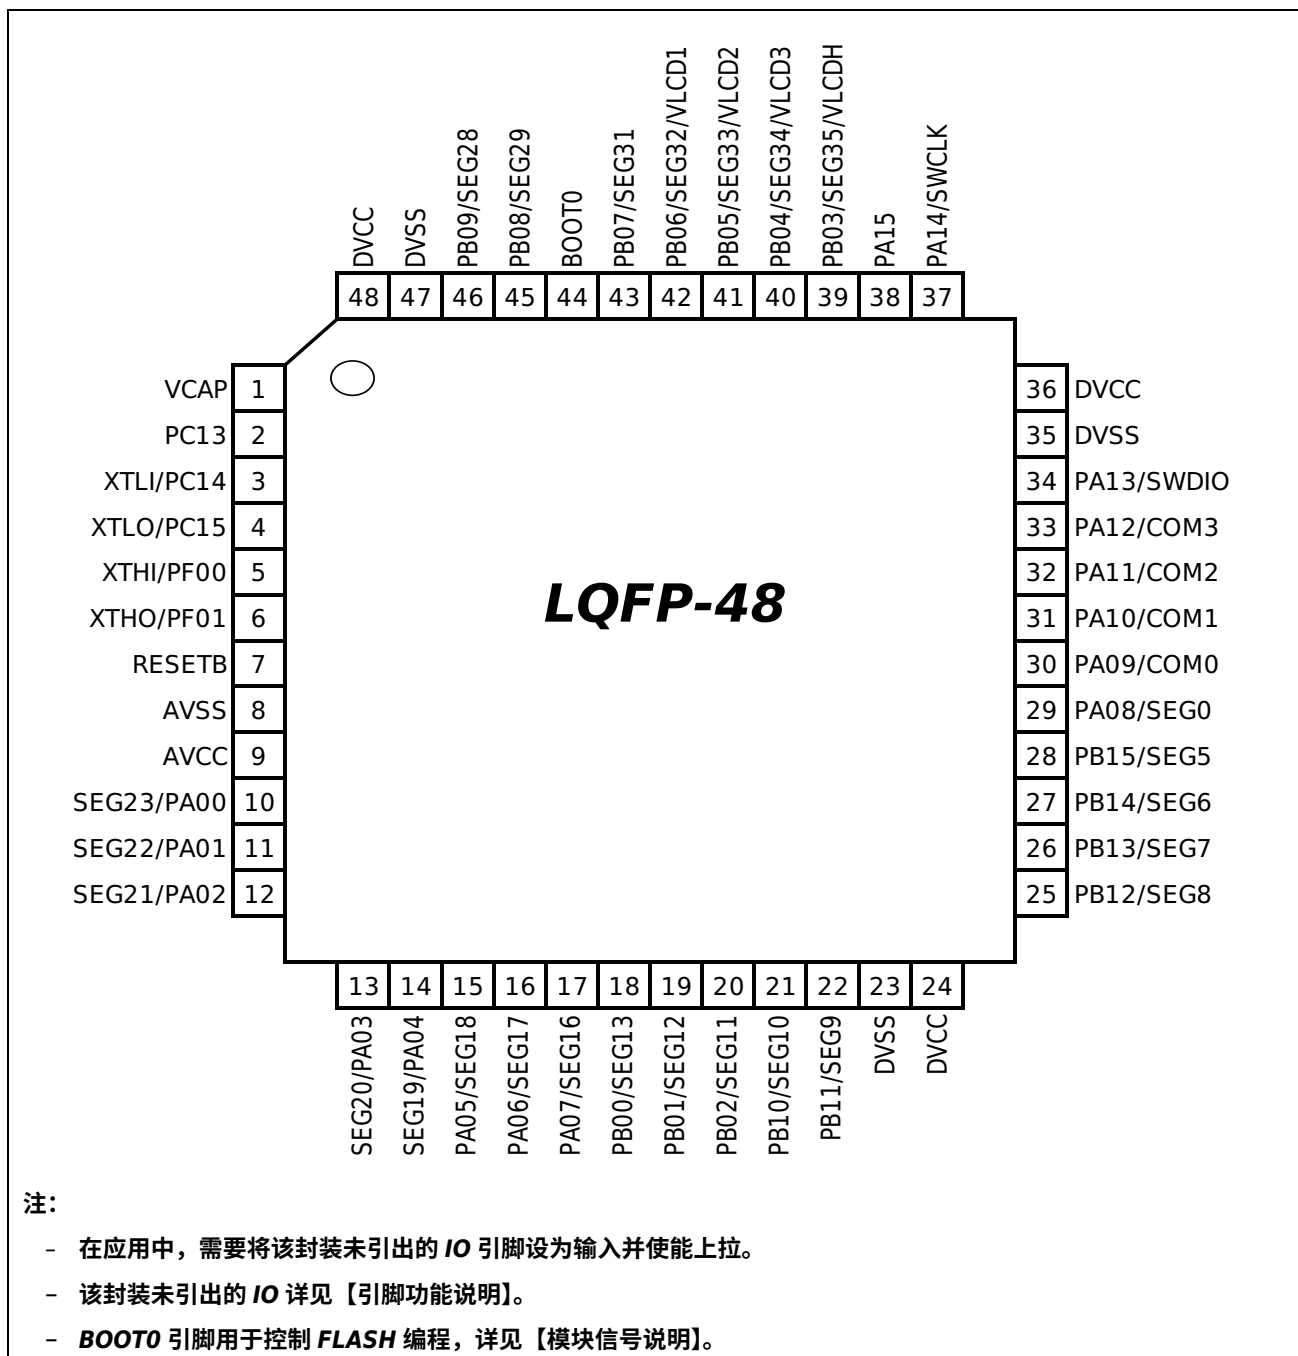 DVCC
DVSS
PB09/SEG28
PB08/SEG29
BOOT0
PB07/SEG31
PB06/SEG32/VLCD1
PB05/SEG33/VLCD2
PB04/SEG34/VLCD3
PB03/SEG35/VLCDH
PA15
PA14/SWCLK
48 47 46 45 44 43 42 41 40 39 38 37
VCAP 1
PC13 2
XTLI/PC14 3
XTLO/PC15 4
XTHI/PF00 5
XTHO/PF01 6
RESETB 7
AVSS 8
AVCC 9
SEG23/PA00 10
SEG22/PA01 11
SEG21/PA02 12
LQFP-48
36 DVCC
35 DVSS
34 PA13/SWDIO
33 PA12/COM3
32 PA11/COM2
31 PA10/COM1
30 PA09/COM0
29 PA08/SEG0
28 PB15/SEG5
27 PB14/SEG6
26 PB13/SEG7
25 PB12/SEG8
13 14 15 16 17 18 19 20 21 22 23 24
SEG20/PA03
SEG19/PA04
PA05/SEG18
PA06/SEG17
PA07/SEG16
PB00/SEG13
PB01/SEG12
PB02/SEG11
PB10/SEG10
PB11/SEG9
DVSS
DVCC
注：
– 在应用中，需要将该封装未引出的 IO 引脚设为输入并使能上拉。
– 该封装未引出的 IO 详见【引脚功能说明】。
– BOOT0 引脚用于控制 FLASH 编程，详见【模块信号说明】。